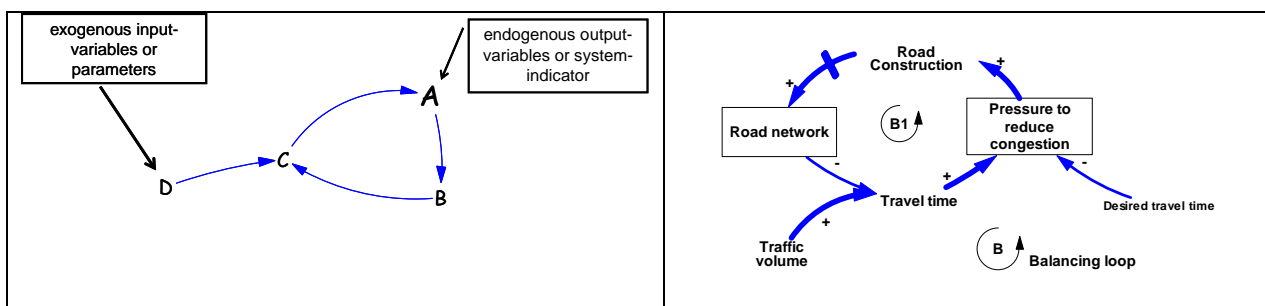 exogenous input-
variables or
parameters
endogenous output-
variables or system-
indicator
A
C
D
B
Road
Construction
+
+
Road network
B1
Pressure to
reduce
congestion
-
+
-
Travel time
Desired travel time
+
Traffic
volume
B
Balancing loop